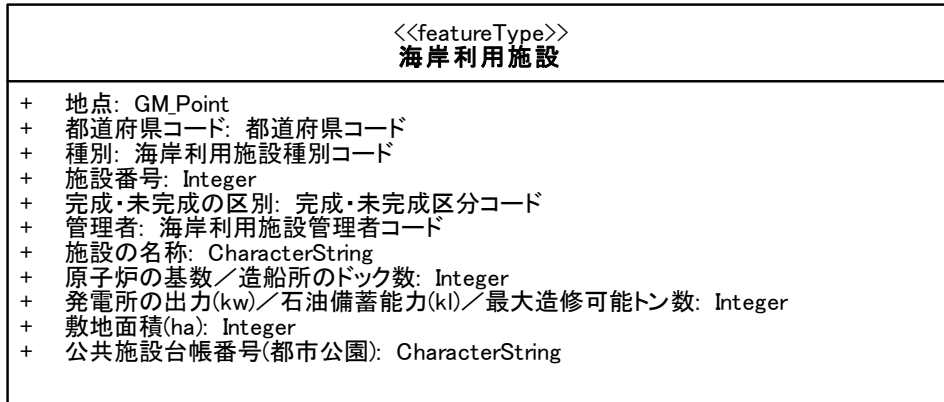 <<featureType>>
海岸利用施設
+ 地点: GM_Point
+ 都道府県コード: 都道府県コード
+ 種別: 海岸利用施設種別コード
+ 施設番号: Integer
+ 完成・未完成の区別: 完成・未完成区分コード
+ 管理者: 海岸利用施設管理者コード
+ 施設の名称: CharacterString
+ 原子炉の基数／造船所のドック数: Integer
+ 発電所の出力(kw)／石油備蓄能力(kl)／最大造修可能トン数: Integer
+ 敷地面積(ha): Integer
+ 公共施設台帳番号(都市公園): CharacterString